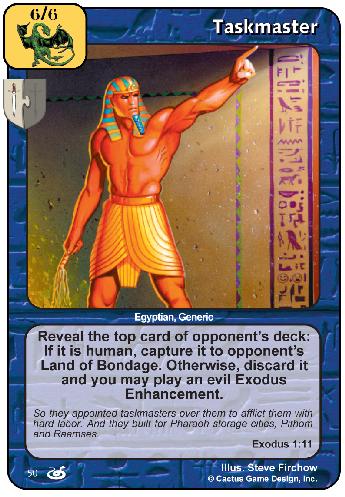 6/6
Taskmaster
Egyptian, Generic
Reveal the top card of opponent's deck:
If it is human, capture it to opponent's
Land of Bondage. Otherwise, discard it
and you may play an evil Exodus
Enhancement.
So they appointed taskmasters over them to afflict them with
hard labor. And they built for Pharaoh storage cities, Pithom
and Raamses.
Exodus 1:11
Illus. Steve Firchow
© Cactus Game Design, Inc.